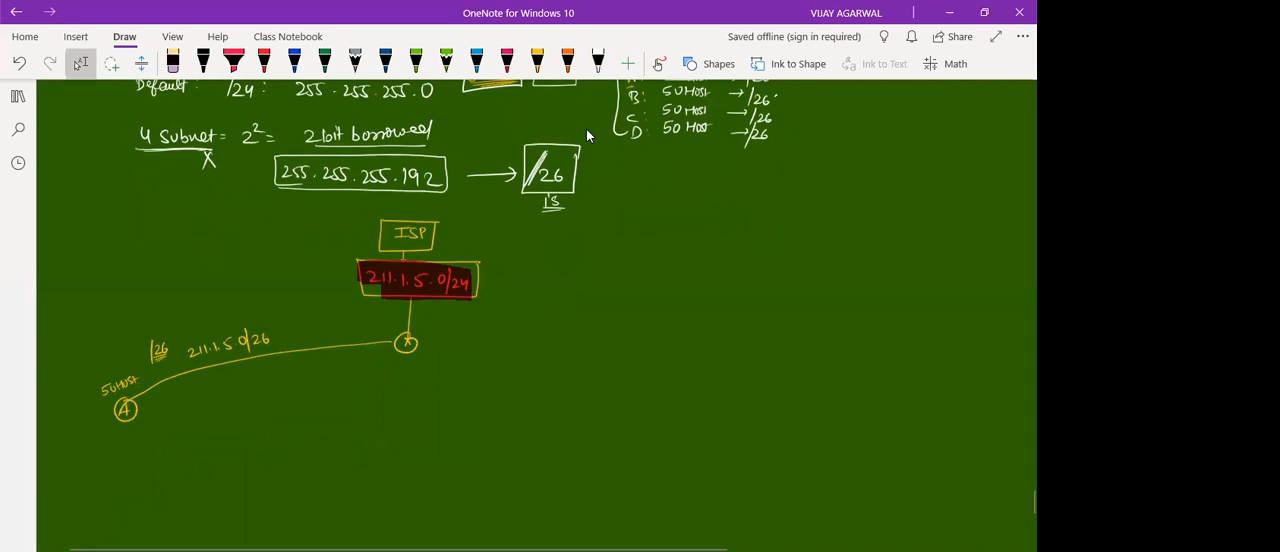 OneNote for Windows 10
VIJAY AGARWAL
Home Insert Draw View Help Class Notebook
Saved offline (sign in required)
Share
Shapes
Ink to Shape
Ink to Text
Math
Default: /24: 255.255.255.0
B: 50 Host → /26
C: 50 Host → /26
D: 50 Host → /26
4 Subnet = 2² = 2 bit borrowed
X
255.255.255.192 → /26
1's
ISP
211.1.5.0/24
/26 211.1.5.0/26
50 Host
A